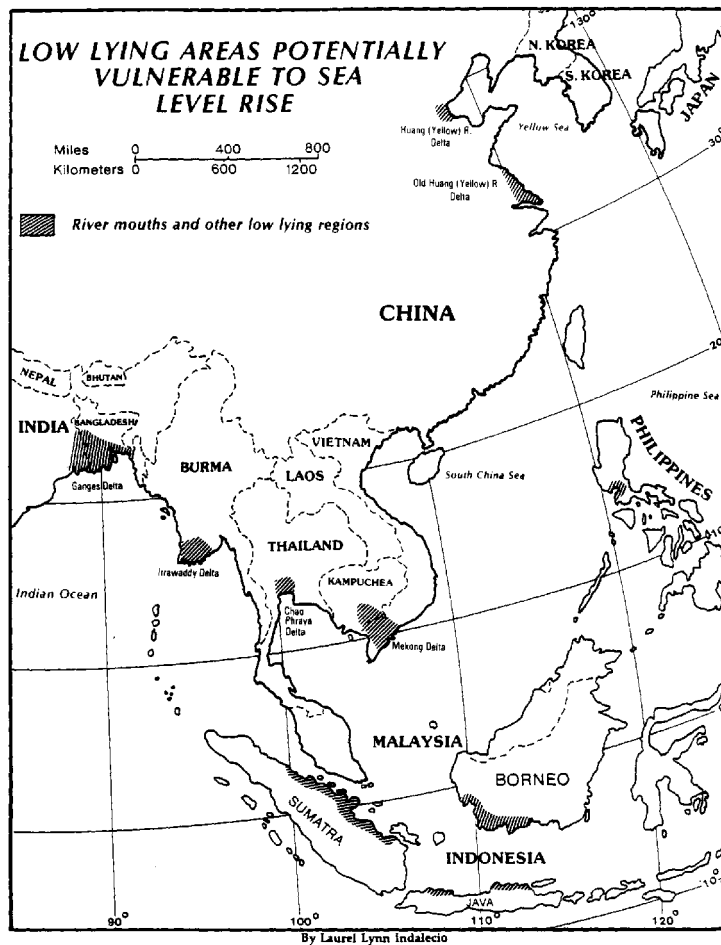 LOW LYING AREAS POTENTIALLY
VULNERABLE TO SEA
LEVEL RISE
Miles 0 400 800
Kilometers 0 600 1200
River mouths and other low lying regions
130°
N. KOREA
S. KOREA
JAPAN
Huang (Yellow) R.
Delta
Yellow Sea
30
Old Huang (Yellow) R
Delta
CHINA
20
NEPAL
BHUTAN
Philippine Sea
INDIA
BANGLADESH
VIETNAM
PHILIPPINES
BURMA
LAOS
South China Sea
Ganges Delta
THAILAND
10
Irrawaddy Delta
KAMPUCHEA
Indian Ocean
Chao
Phraya
Delta
Mekong Delta
0°
MALAYSIA
BORNEO
SUMATRA
INDONESIA
JAVA
-10°
90° 100° 110° 120°
By Laurel Lynn Indalecio